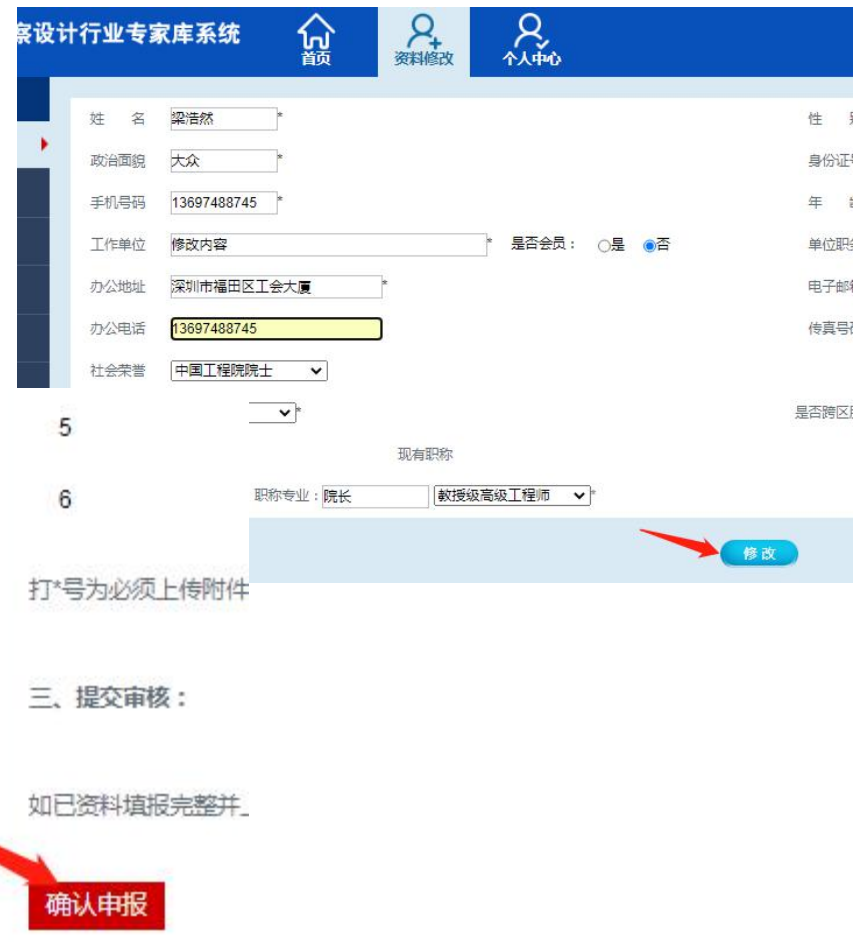 察设计行业专家库系统
首页
资料修改
个人中心
姓 名 梁浩然 * 性
政治面貌 大众 * 身份证
手机号码 13697488745 * 年
工作单位 修改内容 * 是否会员： 是 否 单位职
办公地址 深圳市福田区工会大厦 * 电子邮
办公电话 13697488745 传真号
社会荣誉 中国工程院院士
5 * 是否跨区
现有职称
6 职称专业：院长 教授级高级工程师 *
修改
打*号为必须上传附件
三、提交审核：
如已资料填报完整并
确认申报